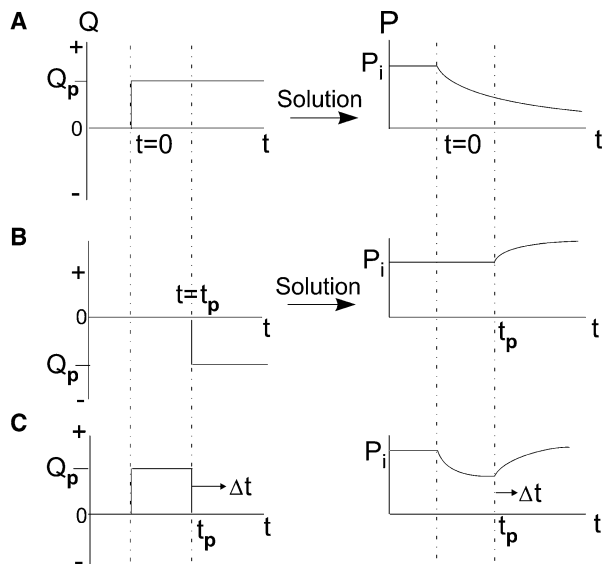 A
Q
P
+
Qp
0
-
t=0
t
Solution
Pi
t=0
t
B
+
0
Qp
-
t=tp
t
Solution
Pi
tp
t
C
+
Qp
0
-
Δt
tp
t
Pi
Δt
tp
t